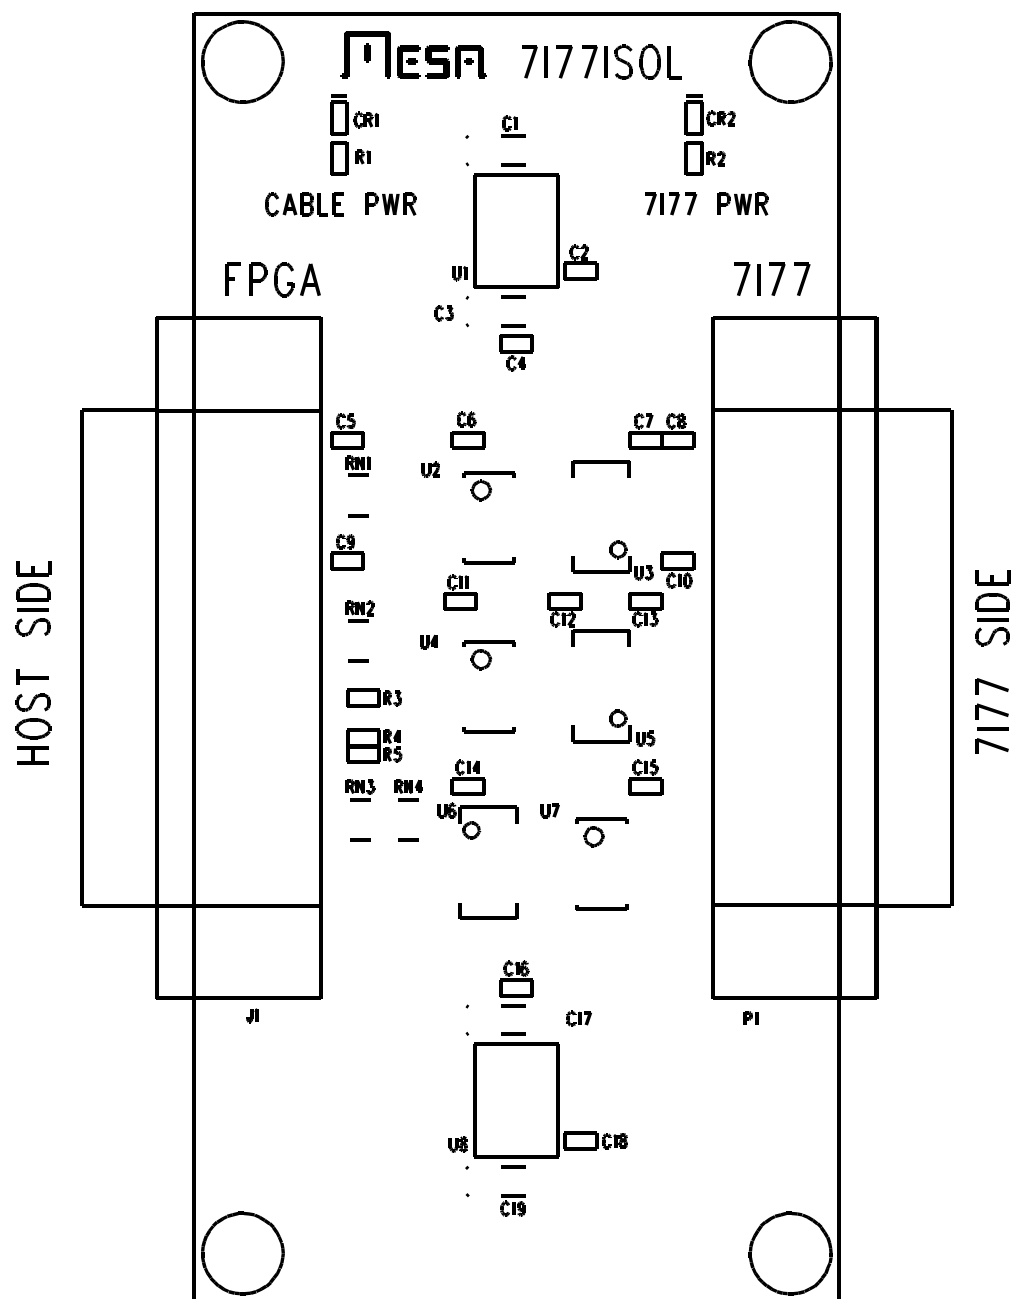 MESA 7I77ISOL
CR1
CR2
C1
R1
R2
CABLE PWR
7I77 PWR
C2
U1
FPGA
7I77
C3
C4
C5
C6
C7
C8
RN1
U2
C9
U3
C10
C11
RN2
C12
C13
U4
HOST SIDE
7I77 SIDE
R3
R4
U5
R5
C14
C15
RN3
RN4
U6
U7
C16
J1
C17
P1
U8
C18
C19